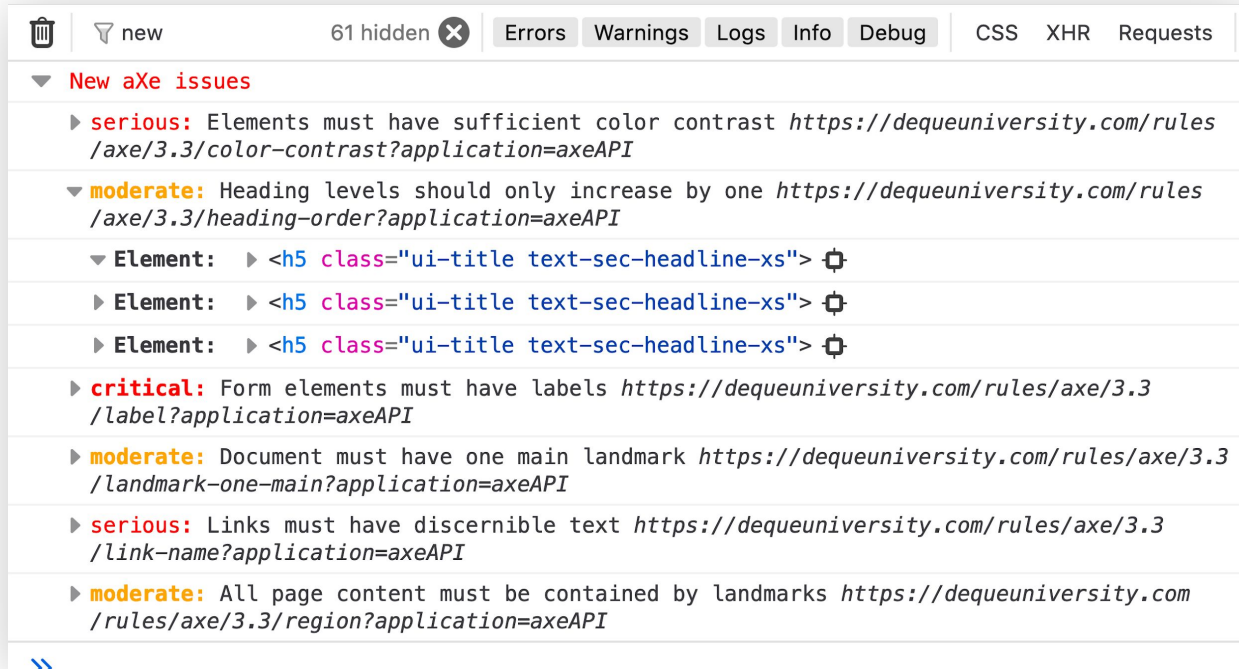 new 61 hidden Errors Warnings Logs Info Debug CSS XHR Requests
New aXe issues
serious: Elements must have sufficient color contrast https://dequeuniversity.com/rules
/axe/3.3/color-contrast?application=axeAPI
moderate: Heading levels should only increase by one https://dequeuniversity.com/rules
/axe/3.3/heading-order?application=axeAPI
Element: <h5 class="ui-title text-sec-headline-xs">
Element: <h5 class="ui-title text-sec-headline-xs">
Element: <h5 class="ui-title text-sec-headline-xs">
critical: Form elements must have labels https://dequeuniversity.com/rules/axe/3.3
/label?application=axeAPI
moderate: Document must have one main landmark https://dequeuniversity.com/rules/axe/3.3
/landmark-one-main?application=axeAPI
serious: Links must have discernible text https://dequeuniversity.com/rules/axe/3.3
/link-name?application=axeAPI
moderate: All page content must be contained by landmarks https://dequeuniversity.com
/rules/axe/3.3/region?application=axeAPI